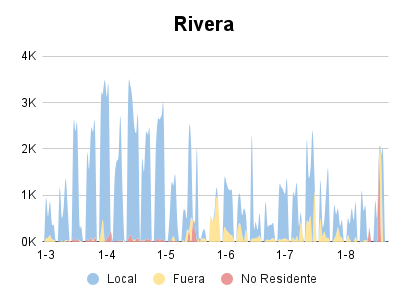 Rivera
4K
3K
2K
1K
0K
1-3 1-4 1-5 1-6 1-7 1-8
Local Fuera No Residente